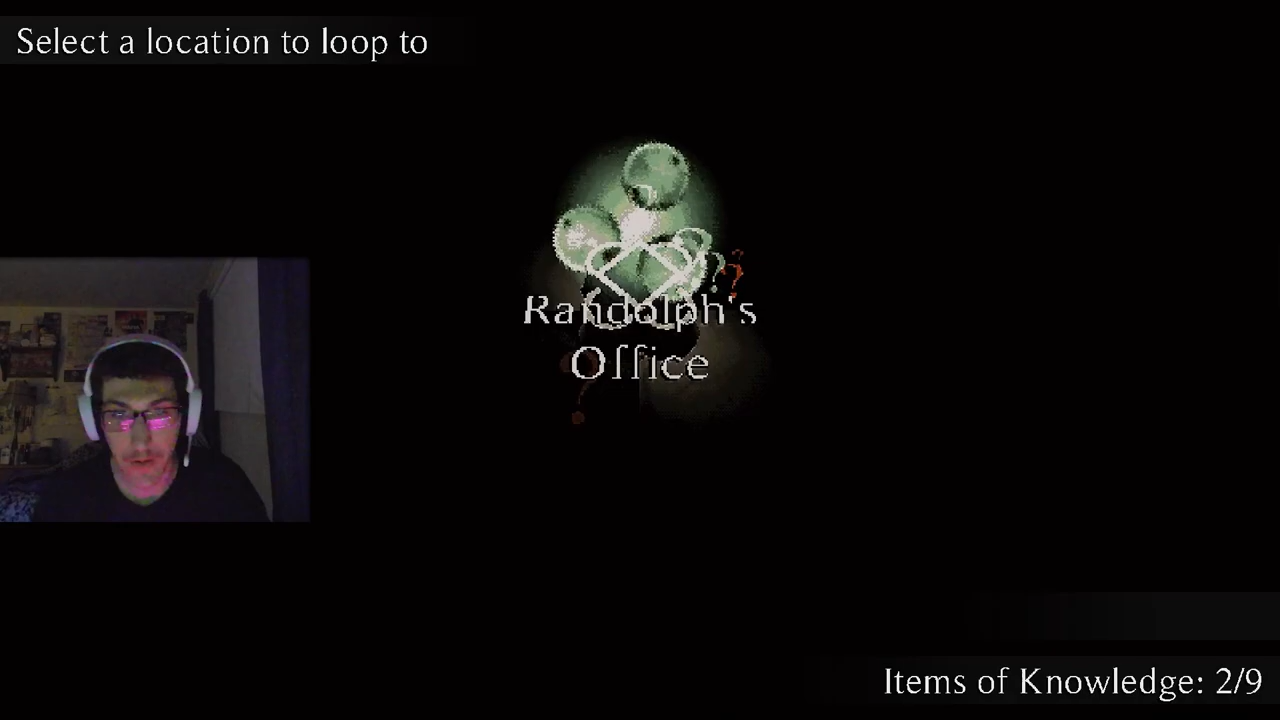 Select a location to loop to
??
Randolph's
Office
Items of Knowledge: 2/9